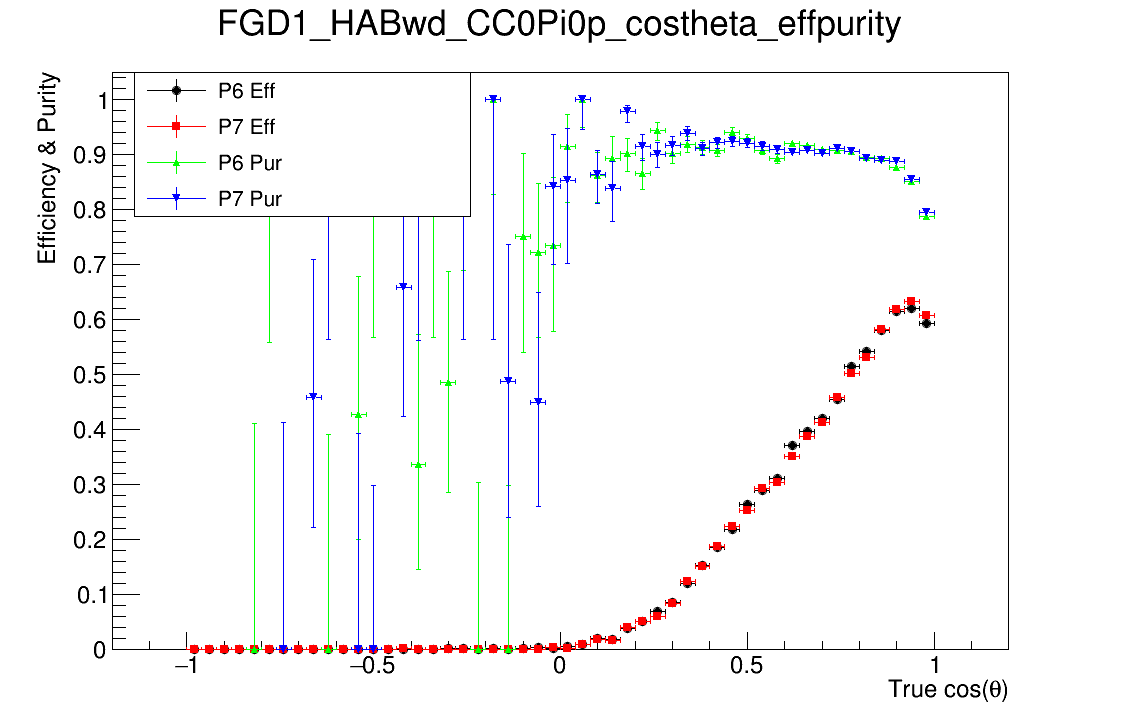 FGD1_HABwd_CC0Pi0p_costheta_effpurity
Efficiency & Purity
P6 Eff
P7 Eff
P6 Pur
P7 Pur
1
0.9
0.8
0.7
0.6
0.5
0.4
0.3
0.2
0.1
0
−1
−0.5
0
0.5
1
True cos(θ)